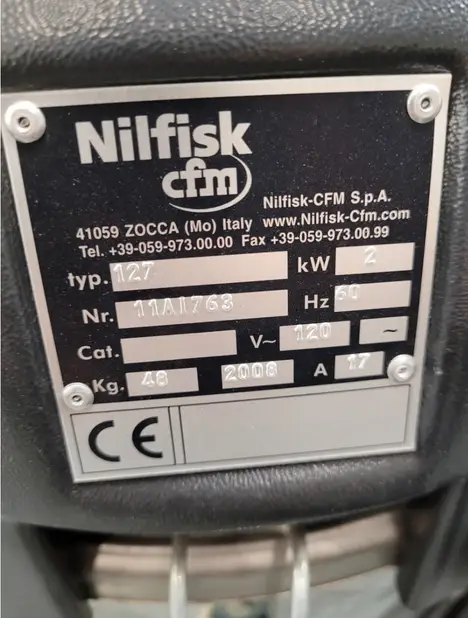 Nilfisk
cfm
Nilfisk-CFM S.p.A.
41059 ZOCCA (Mo) Italy www.Nilfisk-Cfm.com
Tel. +39-059-973.00.00 Fax +39-059-973.00.99
typ. 127 kW 2
Nr. 11AI763 Hz 60
Cat. V~ 120 ~
Kg. 48 2008 A 17
CE